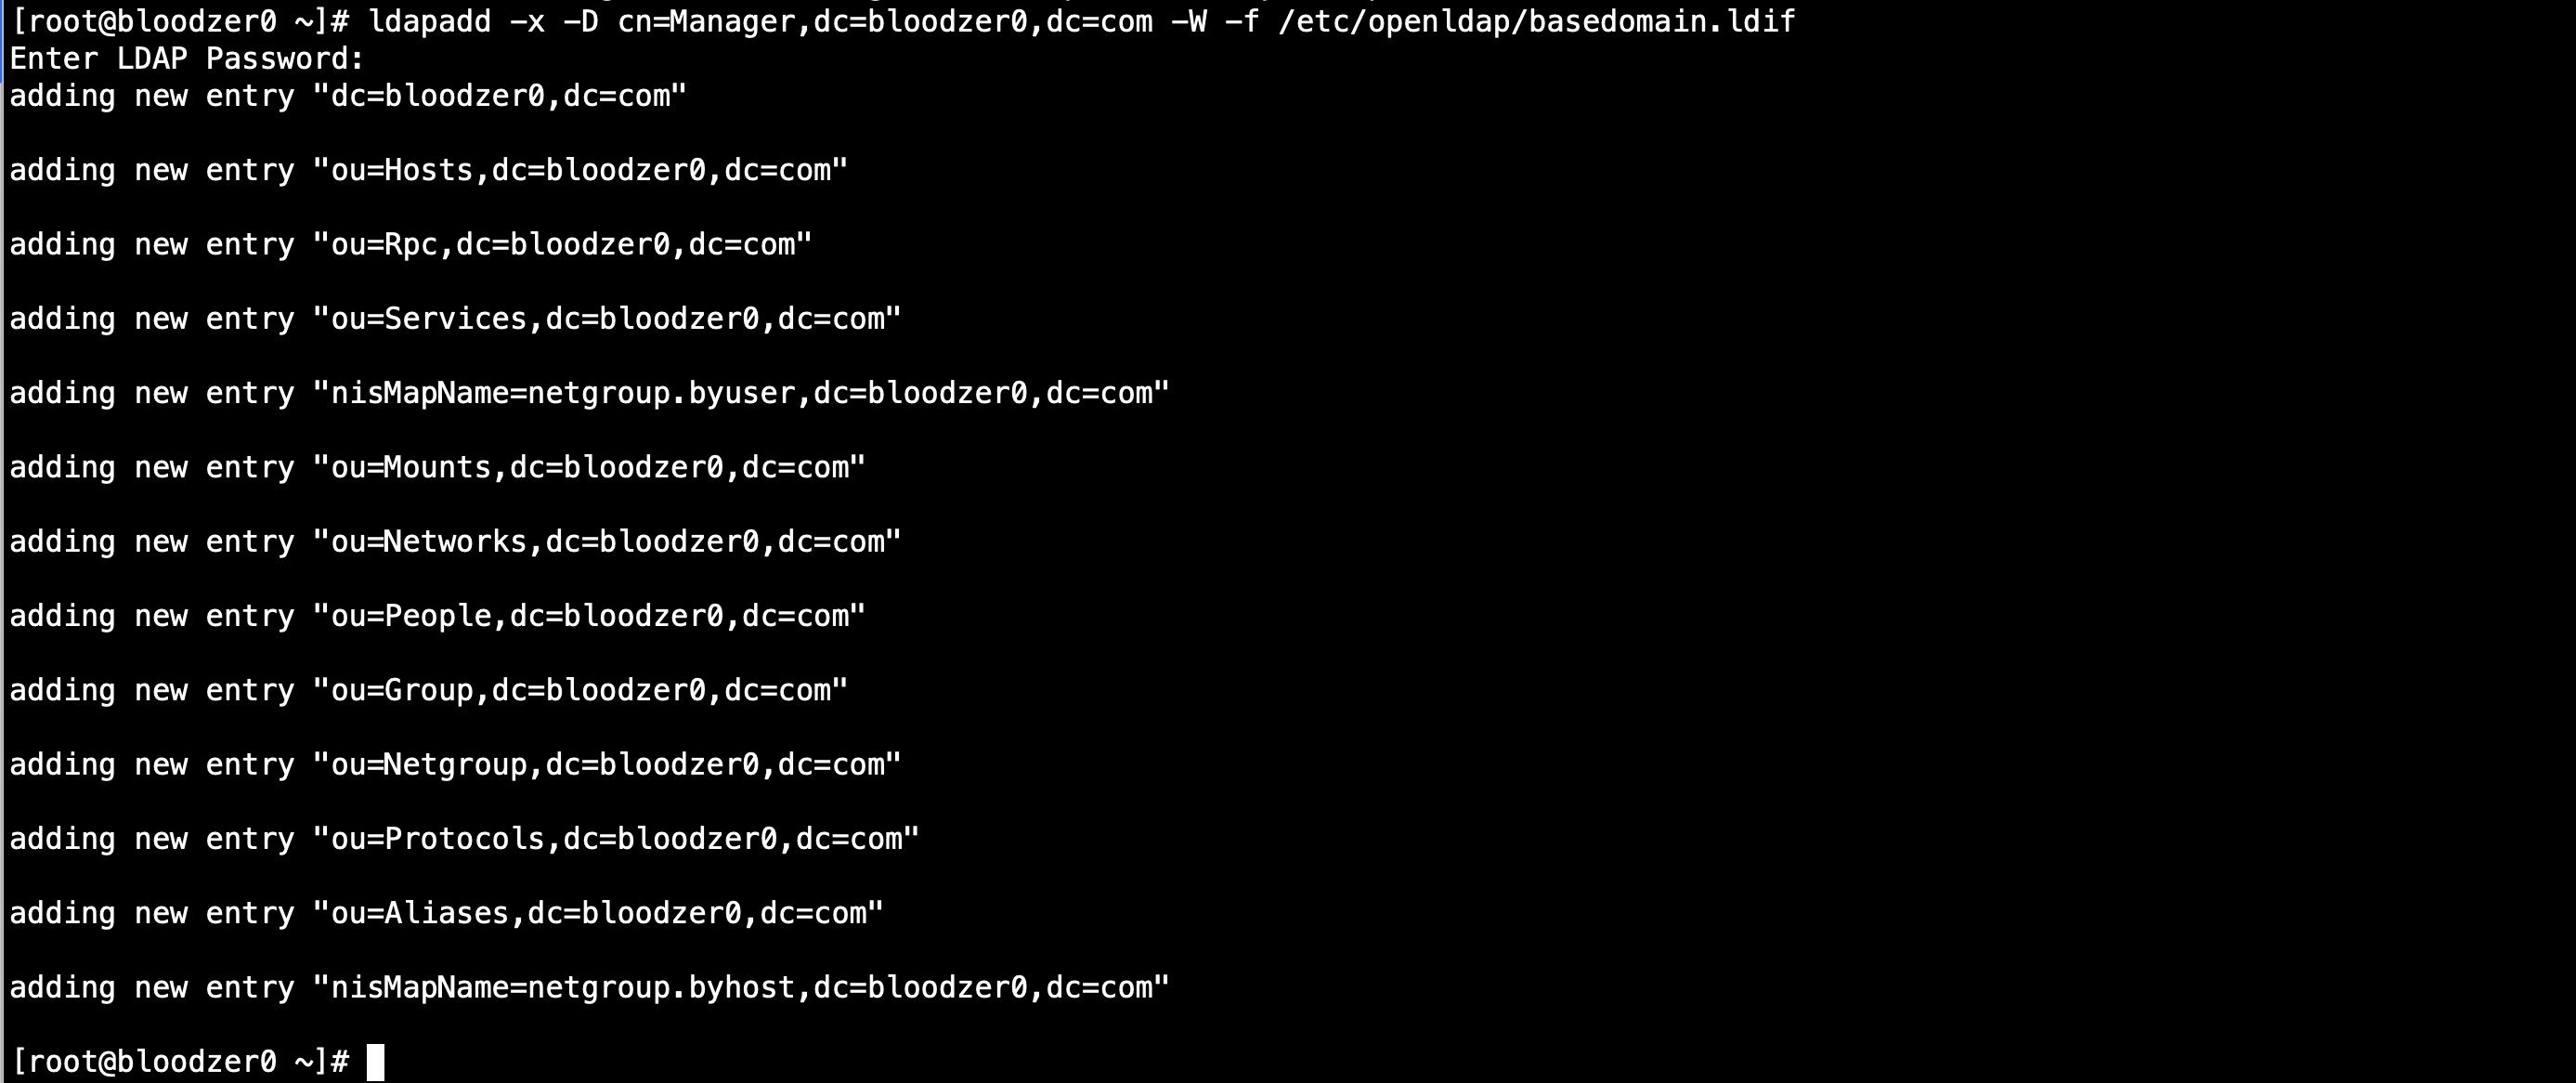 [root@bloodzer0 ~]# ldapadd -x -D cn=Manager,dc=bloodzer0,dc=com -W -f /etc/openldap/basedomain.ldif
Enter LDAP Password:
adding new entry "dc=bloodzer0,dc=com"
adding new entry "ou=Hosts,dc=bloodzer0,dc=com"
adding new entry "ou=Rpc,dc=bloodzer0,dc=com"
adding new entry "ou=Services,dc=bloodzer0,dc=com"
adding new entry "nisMapName=netgroup.byuser,dc=bloodzer0,dc=com"
adding new entry "ou=Mounts,dc=bloodzer0,dc=com"
adding new entry "ou=Networks,dc=bloodzer0,dc=com"
adding new entry "ou=People,dc=bloodzer0,dc=com"
adding new entry "ou=Group,dc=bloodzer0,dc=com"
adding new entry "ou=Netgroup,dc=bloodzer0,dc=com"
adding new entry "ou=Protocols,dc=bloodzer0,dc=com"
adding new entry "ou=Aliases,dc=bloodzer0,dc=com"
adding new entry "nisMapName=netgroup.byhost,dc=bloodzer0,dc=com"
[root@bloodzer0 ~]#